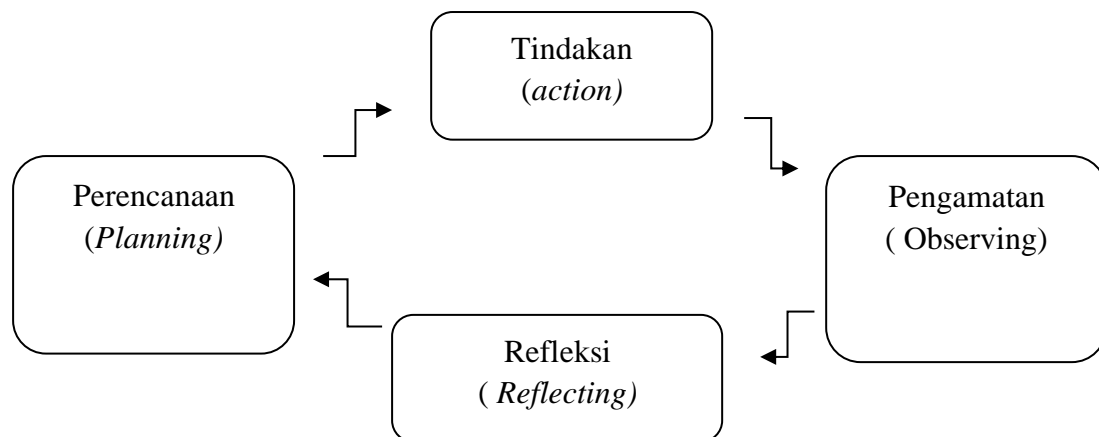 Tindakan
(action)
Perencanaan
(Planning)
Pengamatan
( Observing)
Refleksi
( Reflecting)